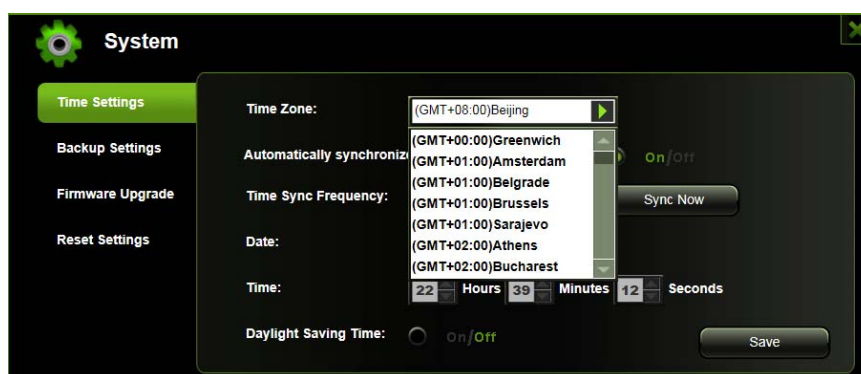 System
Time Settings
Backup Settings
Firmware Upgrade
Reset Settings
Time Zone:
(GMT+08:00)Beijing
(GMT+00:00)Greenwich
(GMT+01:00)Amsterdam
(GMT+01:00)Belgrade
(GMT+01:00)Brussels
(GMT+01:00)Sarajevo
(GMT+02:00)Athens
(GMT+02:00)Bucharest
Automatically synchroniz
On/Off
Time Sync Frequency:
Sync Now
Date:
Time:
22 Hours 39 Minutes 12 Seconds
Daylight Saving Time:
On/Off
Save